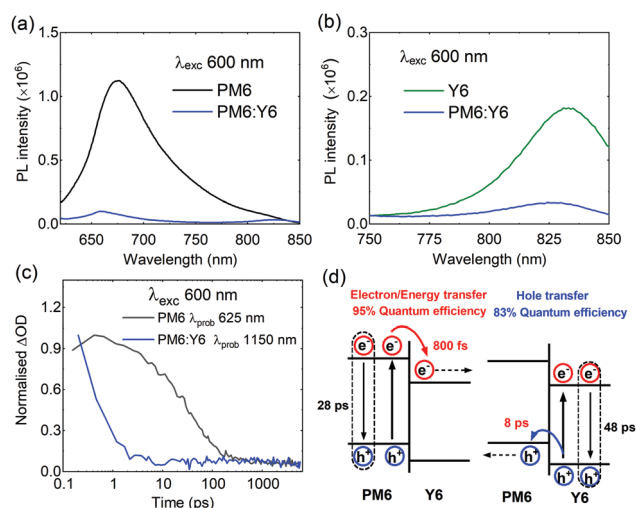 (a)
λexc 600 nm
PM6
PM6:Y6
PL intensity (×10⁶)
1.5
1.0
0.5
0.0
650 700 750 800 850
Wavelength (nm)
(b)
λexc 600 nm
Y6
PM6:Y6
PL intensity (×10⁶)
0.3
0.2
0.1
0.0
750 775 800 825 850
Wavelength (nm)
(c)
λexc 600 nm
PM6 λprob 625 nm
PM6:Y6 λprob 1150 nm
Normalised ΔOD
1.2
0.9
0.6
0.3
0.0
0.1 1 10 100 1000
Time (ps)
(d)
Electron/Energy transfer
95% Quantum efficiency
Hole transfer
83% Quantum efficiency
e⁻ e⁻
800 fs
e⁻
28 ps
h⁺ h⁺
PM6 Y6
e⁻ e⁻
8 ps
48 ps
h⁺
h⁺ h⁺
PM6 Y6